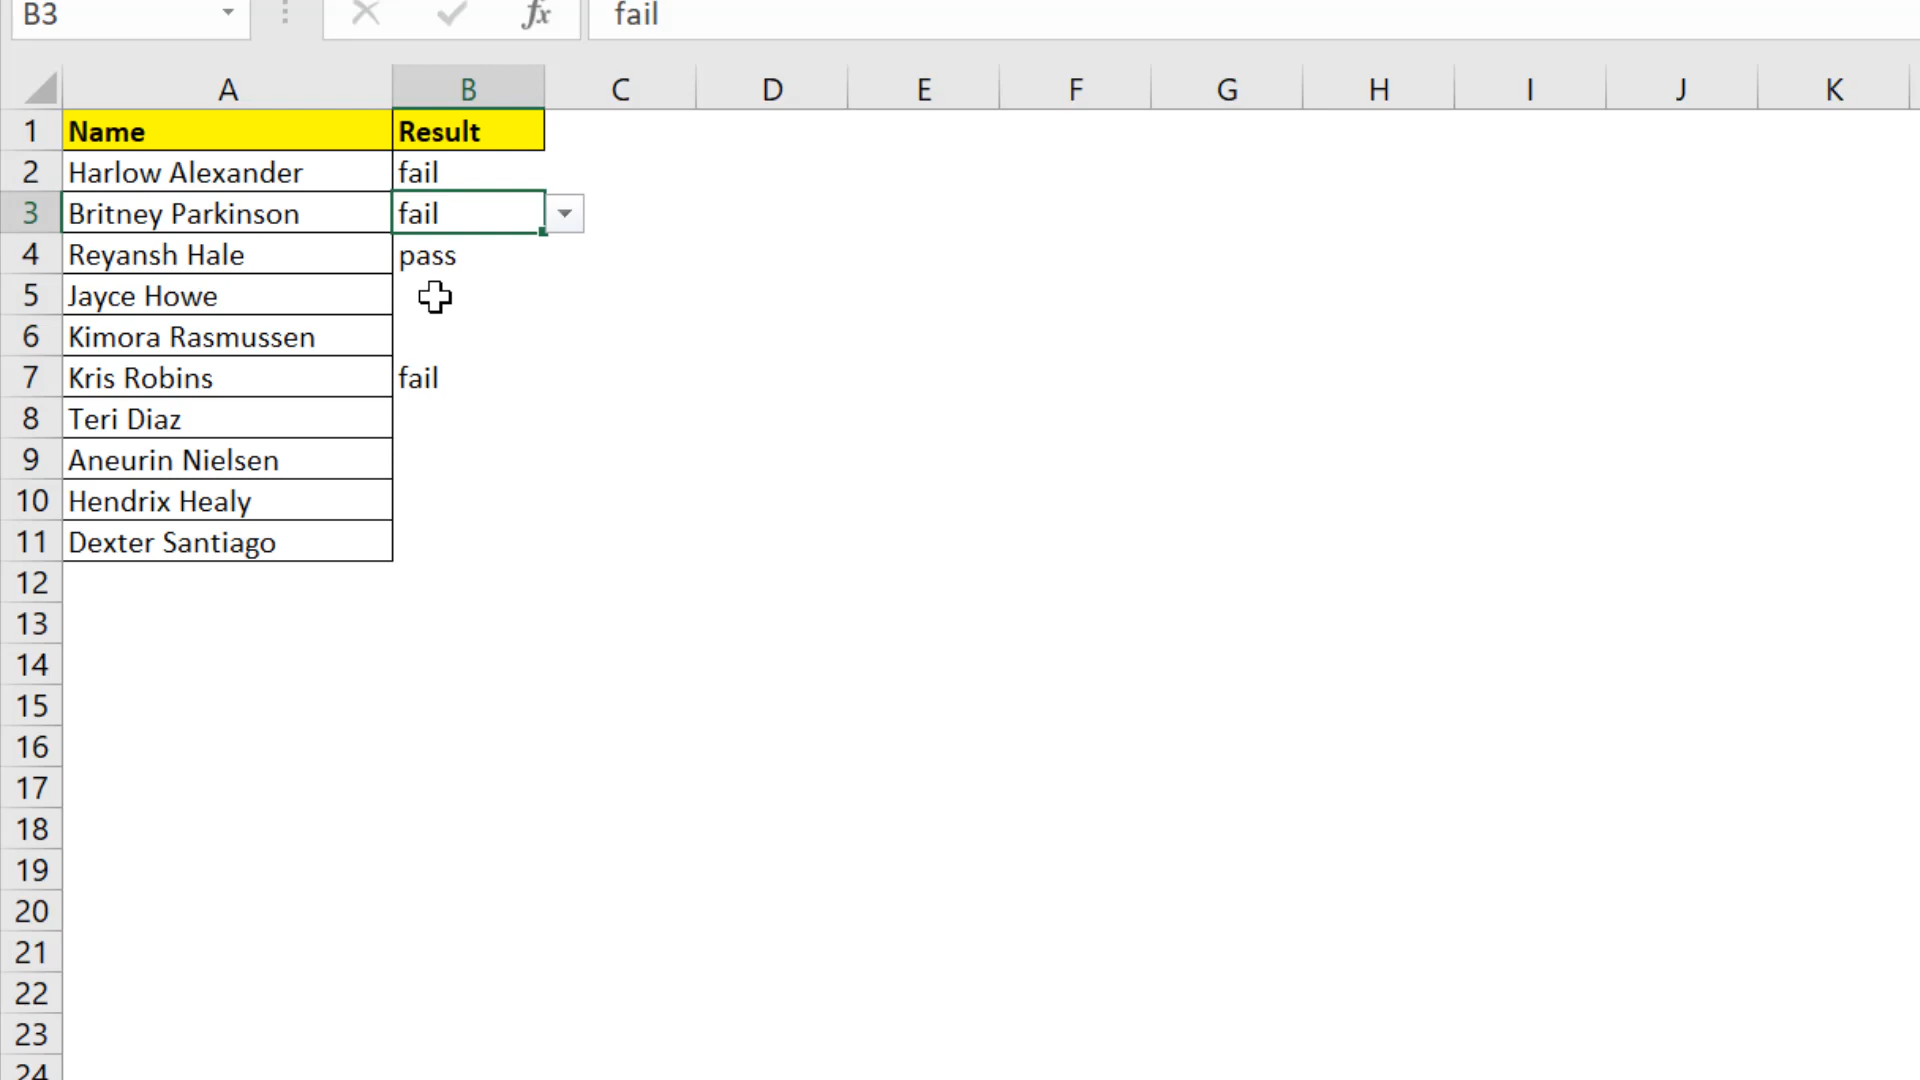 B3 fx fail
A B C D E F G H I J K
1 Name Result
2 Harlow Alexander fail
3 Britney Parkinson fail
4 Reyansh Hale pass
5 Jayce Howe
6 Kimora Rasmussen
7 Kris Robins fail
8 Teri Diaz
9 Aneurin Nielsen
10 Hendrix Healy
11 Dexter Santiago
12
13
14
15
16
17
18
19
20
21
22
23
24